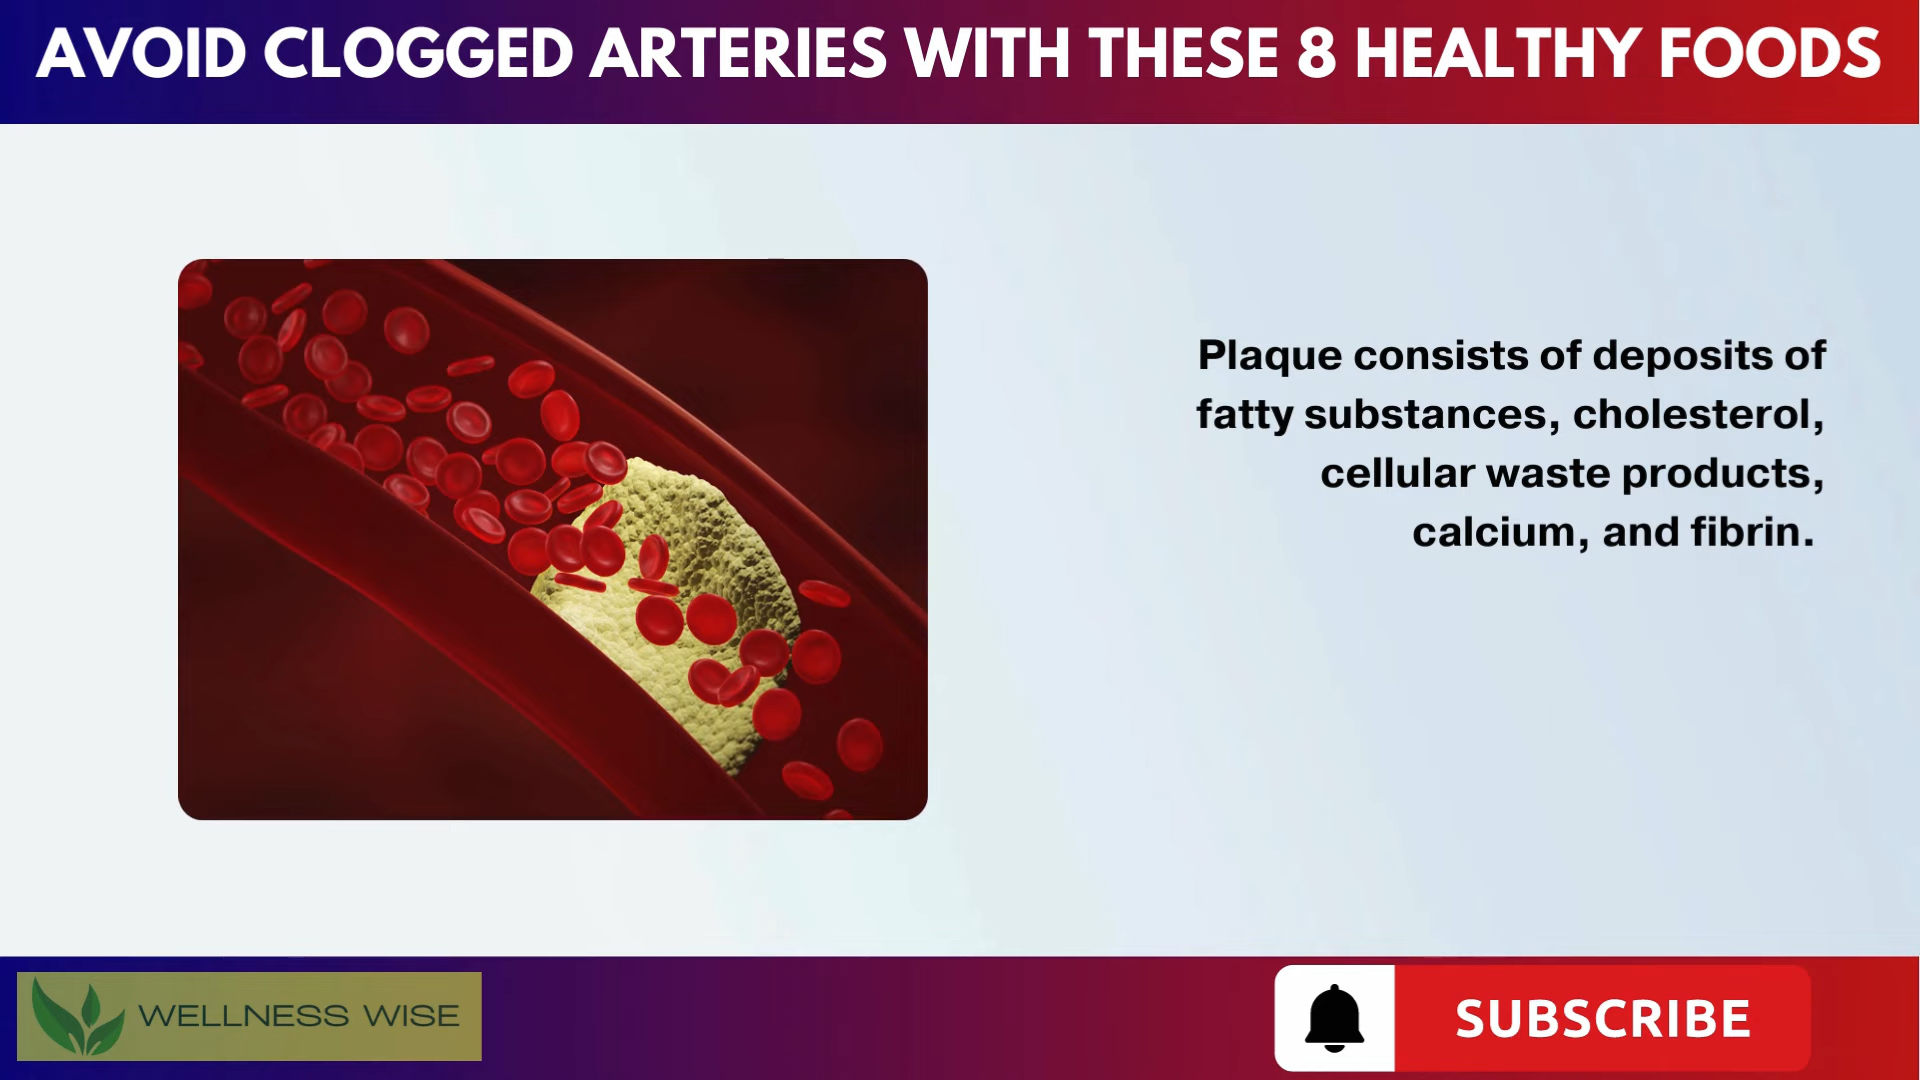 AVOID CLOGGED ARTERIES WITH THESE 8 HEALTHY FOODS
Plaque consists of deposits of
fatty substances, cholesterol,
cellular waste products,
calcium, and fibrin.
WELLNESS WISE
SUBSCRIBE